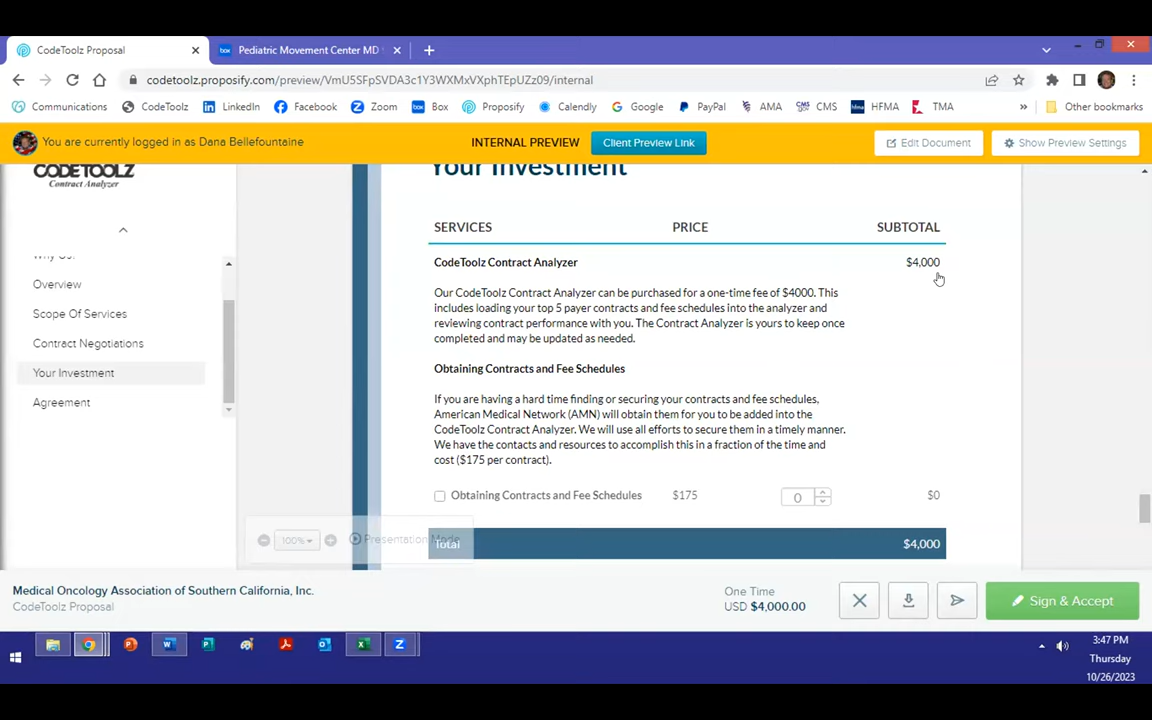 CodeToolz Proposal
Pediatric Movement Center MD
codetoolz.proposify.com/preview/VmU5SFpSVDA3c1Y3WXMxVXphTEpUZz09/internal
Communications CodeToolz LinkedIn Facebook Zoom Box Proposify Calendly Google PayPal AMA CMS HFMA TMA » Other bookmarks
You are currently logged in as Dana Bellefountaine
INTERNAL PREVIEW
Client Preview Link
Edit Document
Show Preview Settings
CODETOOLZ
Contract Analyzer
Why Us?
Overview
Scope Of Services
Contract Negotiations
Your Investment
Agreement
Your Investment
SERVICES PRICE SUBTOTAL
CodeToolz Contract Analyzer $4,000
Our CodeToolz Contract Analyzer can be purchased for a one-time fee of $4000. This
includes loading your top 5 payer contracts and fee schedules into the analyzer and
reviewing contract performance with you. The Contract Analyzer is yours to keep once
completed and may be updated as needed.
Obtaining Contracts and Fee Schedules
If you are having a hard time finding or securing your contracts and fee schedules,
American Medical Network (AMN) will obtain them for you to be added into the
CodeToolz Contract Analyzer. We will use all efforts to secure them in a timely manner.
We have the contacts and resources to accomplish this in a fraction of the time and
cost ($175 per contract).
Obtaining Contracts and Fee Schedules $175 0 $0
100% Presentation Mode
Total $4,000
Medical Oncology Association of Southern California, Inc.
CodeToolz Proposal
One Time
USD $4,000.00
Sign & Accept
3:47 PM
Thursday
10/26/2023